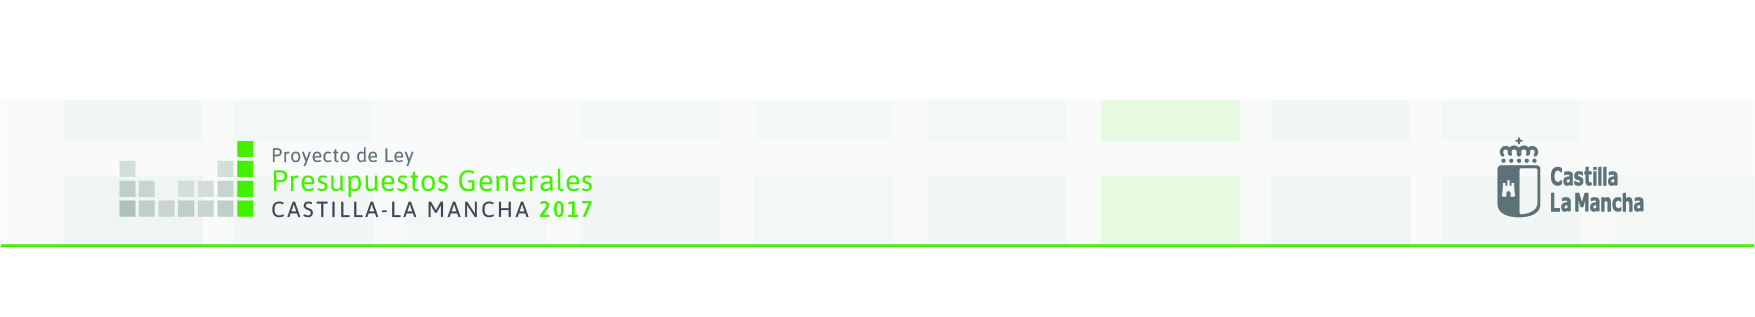 Proyecto de Ley
Presupuestos Generales
CASTILLA-LA MANCHA 2017
Castilla
La Mancha